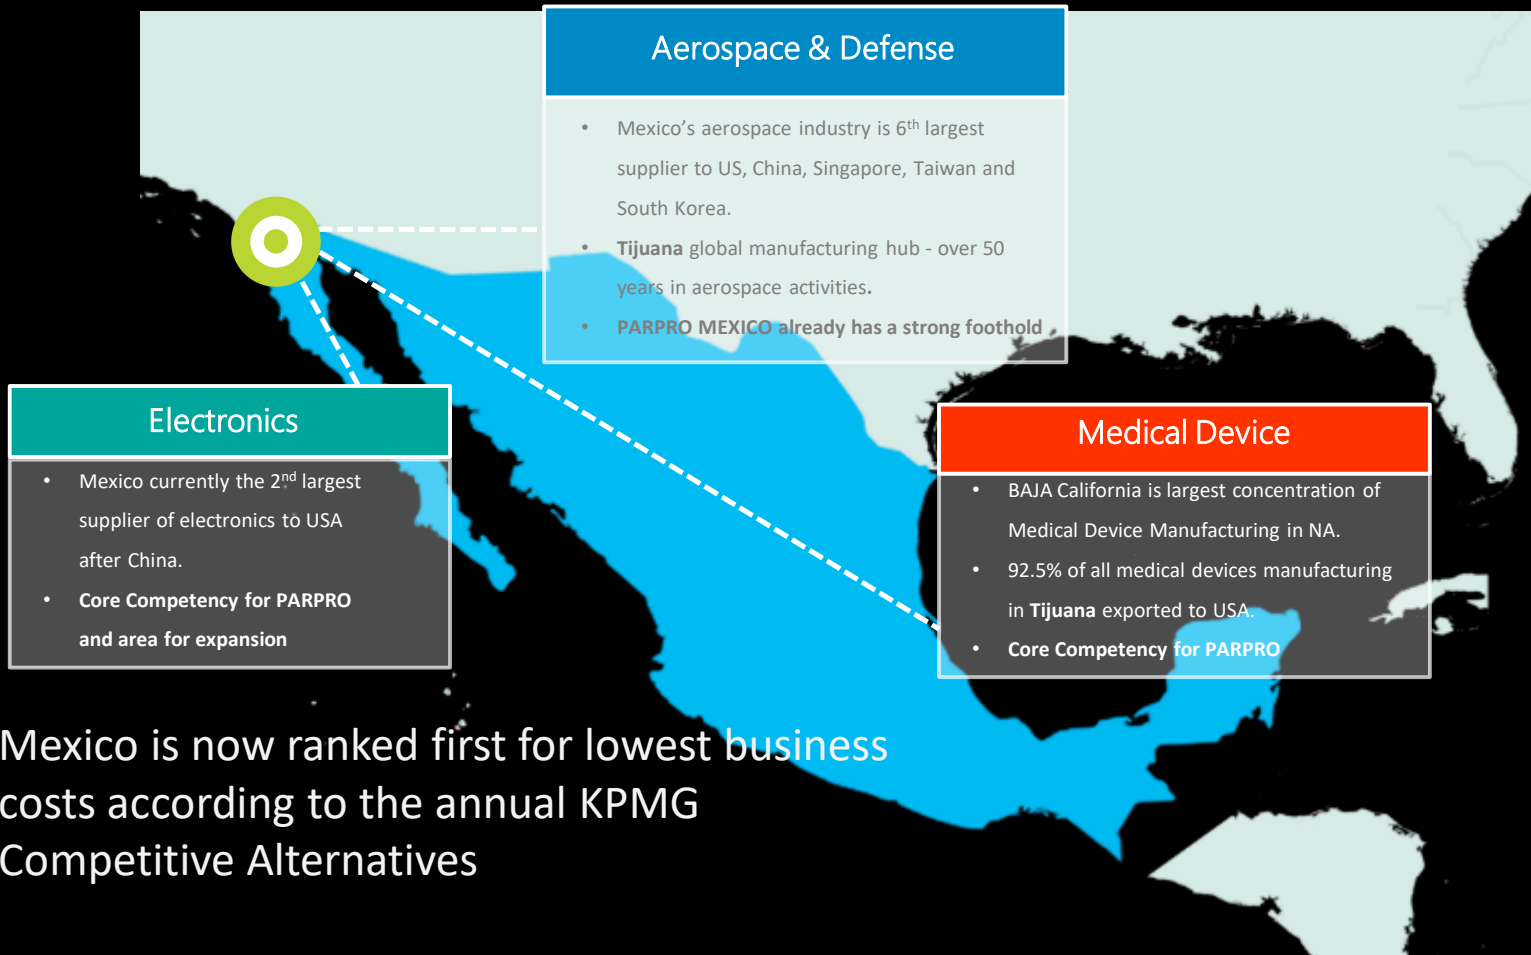 Aerospace & Defense
• Mexico’s aerospace industry is 6th largest
supplier to US, China, Singapore, Taiwan and
South Korea.
• Tijuana global manufacturing hub - over 50
years in aerospace activities.
• PARPRO MEXICO already has a strong foothold
Electronics
• Mexico currently the 2nd largest
supplier of electronics to USA
after China.
• Core Competency for PARPRO
and area for expansion
Medical Device
• BAJA California is largest concentration of
Medical Device Manufacturing in NA.
• 92.5% of all medical devices manufacturing
in Tijuana exported to USA.
• Core Competency for PARPRO
Mexico is now ranked first for lowest business
costs according to the annual KPMG
Competitive Alternatives